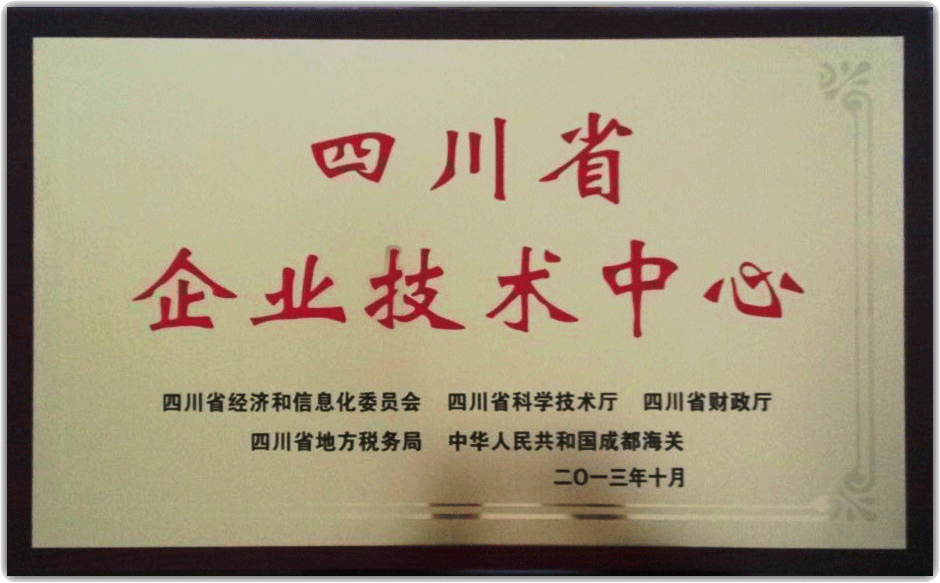 四川省
企业技术中心
四川省经济和信息化委员会 四川省科学技术厅 四川省财政厅
四川省地方税务局 中华人民共和国成都海关
二〇一三年十月